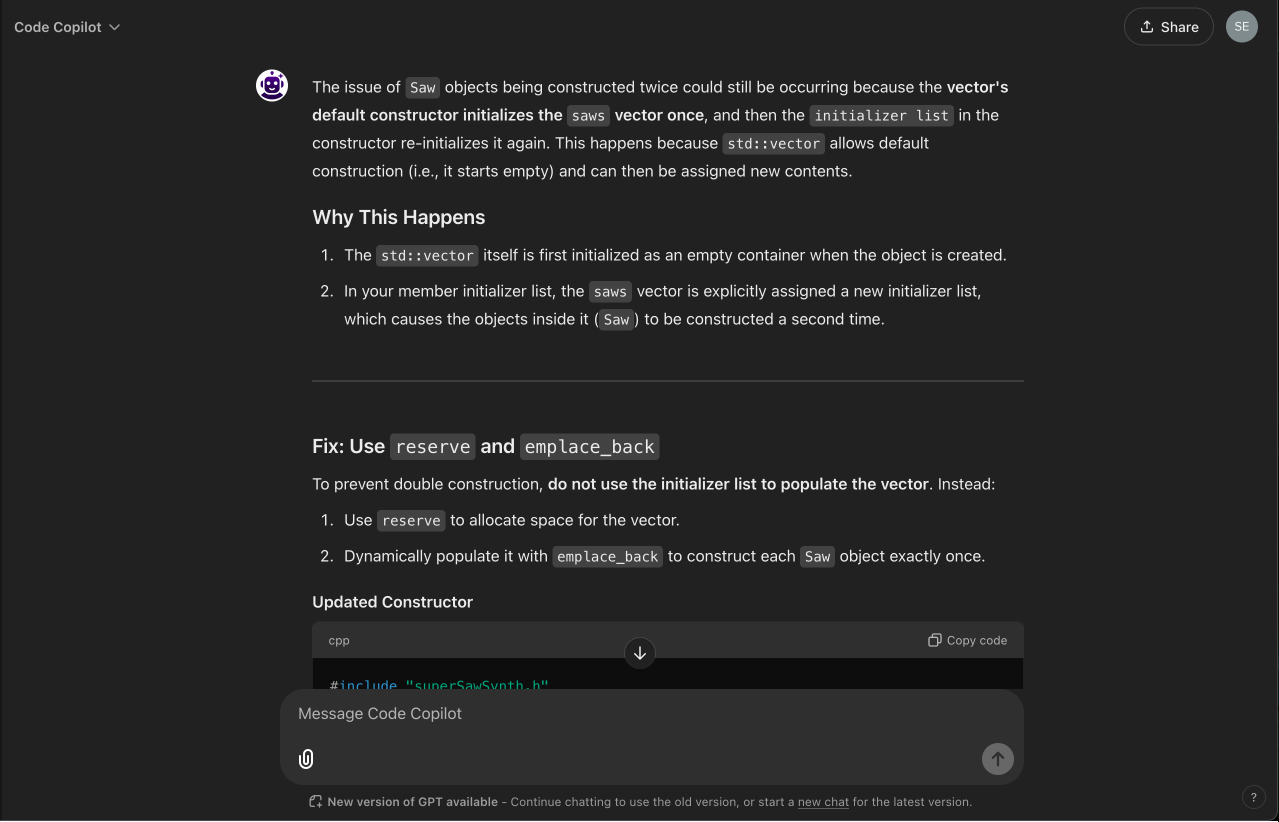 Code Copilot
Share
SE
The issue of Saw objects being constructed twice could still be occurring because the vector's
default constructor initializes the saws vector once, and then the initializer list in the
constructor re-initializes it again. This happens because std::vector allows default
construction (i.e., it starts empty) and can then be assigned new contents.
Why This Happens
1. The std::vector itself is first initialized as an empty container when the object is created.
2. In your member initializer list, the saws vector is explicitly assigned a new initializer list,
which causes the objects inside it (Saw) to be constructed a second time.
Fix: Use reserve and emplace_back
To prevent double construction, do not use the initializer list to populate the vector. Instead:
1. Use reserve to allocate space for the vector.
2. Dynamically populate it with emplace_back to construct each Saw object exactly once.
Updated Constructor
cpp
Copy code
#include "superSawSynth.h"
Message Code Copilot
New version of GPT available - Continue chatting to use the old version, or start a new chat for the latest version.
?